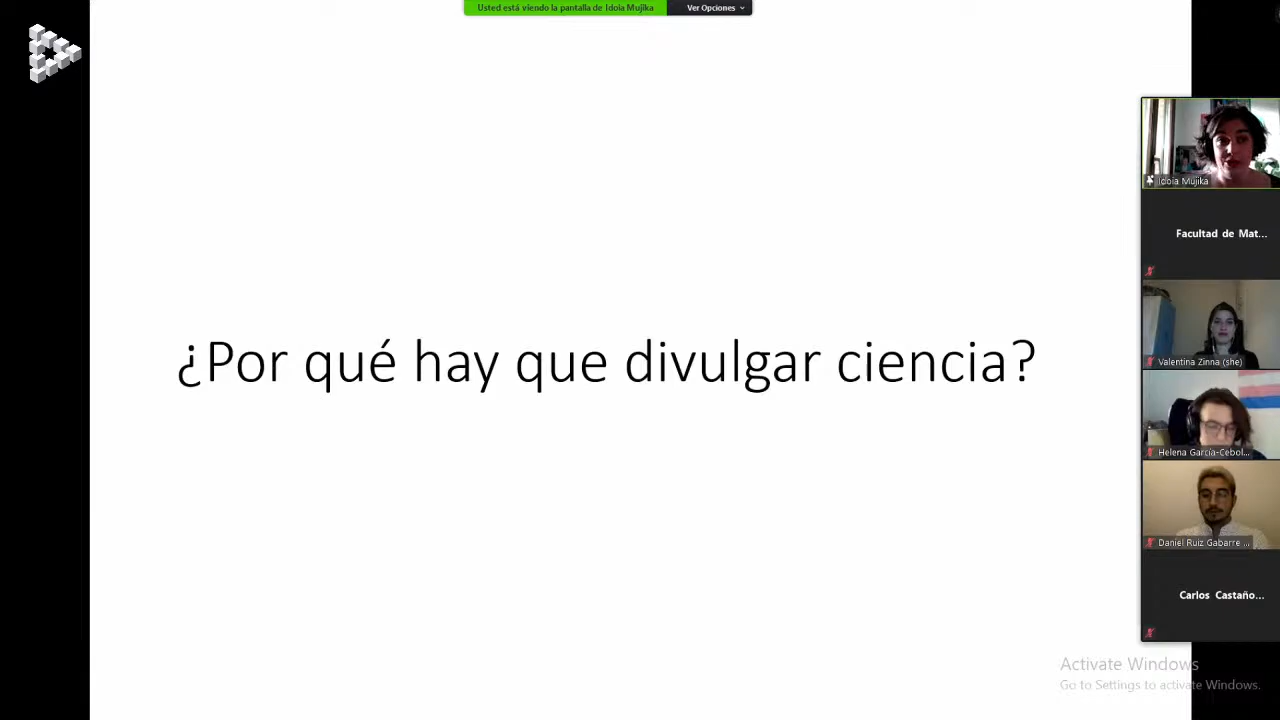 Usted está viendo la pantalla de Idoia Mujika
Ver Opciones
¿Por qué hay que divulgar ciencia?
Idoia Mujika
Facultad de Mat...
Valentina Zinna (she)
Helena García-Cebol...
Daniel Ruiz Gabarre ...
Carlos Castaño...
Activate Windows
Go to Settings to activate Windows.